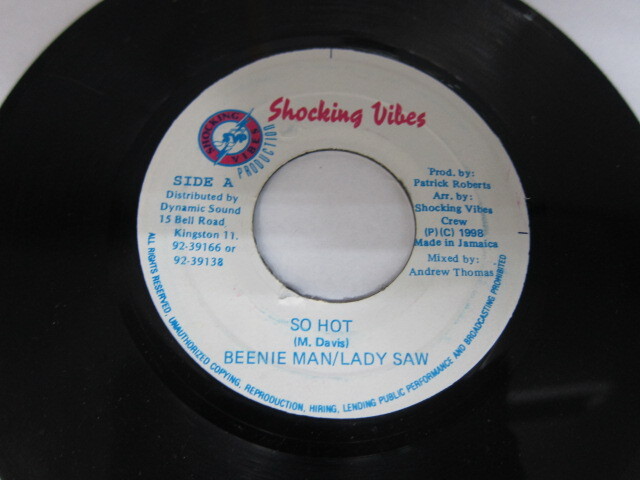 Shocking Vibes
SHOCKING VIBES
PRODUCTION
SIDE A
Distributed by
Dynamic Sound
15 Bell Road
Kingston 11.
92-39166 or
92-39138
Prod. by:
Patrick Roberts
Arr. by:
Shocking Vibes
Crew
(P)(C) 1998
Made in Jamaica
Mixed by:
Andrew Thomas
SO HOT
(M. Davis)
BEENIE MAN/LADY SAW
ALL RIGHTS RESERVED, UNAUTHORIZED COPYING, REPRODUCTION, HIRING, LENDING PUBLIC PERFORMANCE AND BROADCASTING PROHIBITED